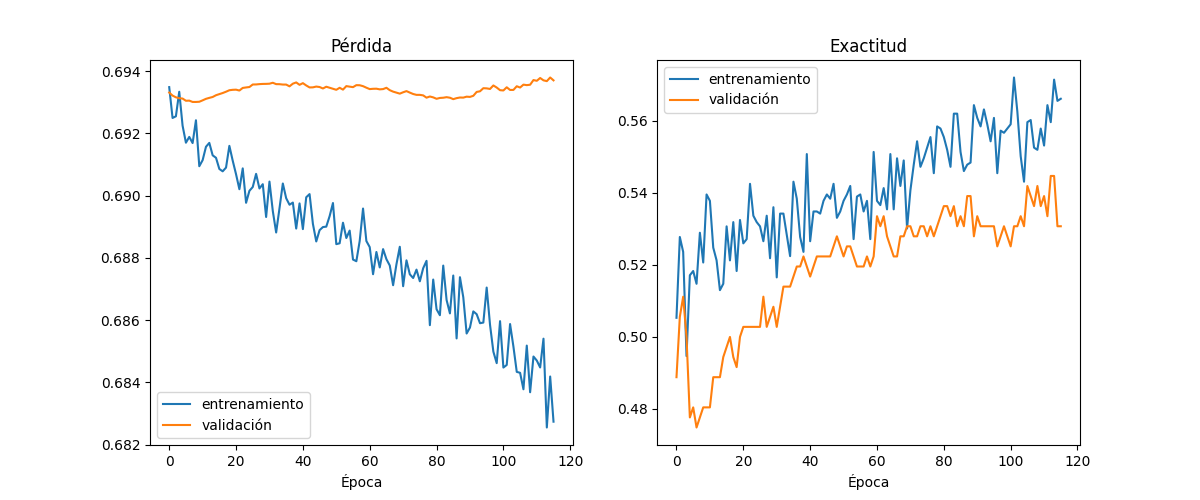 Pérdida
0.694
0.692
0.690
0.688
0.686
0.684
0.682
0 20 40 60 80 100 120
Época
entrenamiento
validación
Exactitud
entrenamiento
validación
0.56
0.54
0.52
0.50
0.48
0 20 40 60 80 100 120
Época